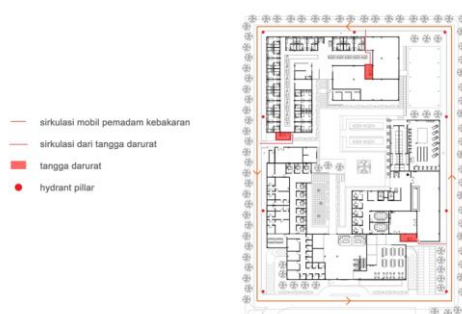 sirkulasi mobil pemadam kebakaran
sirkulasi dari tangga darurat
tangga darurat
hydrant pillar